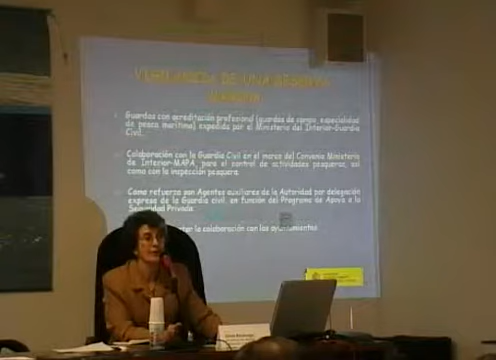 VIGILANCIA DE UNA RESERVA
MARINA
Guardas con acreditación profesional (guardas de campo, especialidad
de pesca marítima) expedida por el Ministerio del Interior-Guardia
Civil.
Colaboración con la Guardia Civil en el marco del Convenio Ministerio
de Interior-MAPA, para el control de actividades pesqueras, así
como con la inspección pesquera.
Como refuerzo son Agentes auxiliares de la Autoridad por delegación
expresa de la Guardia civil, en función del Programa de Apoyo a la
Seguridad Privada.
la colaboración con los ayuntamientos